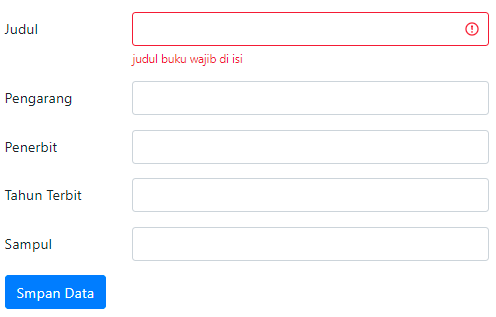 Judul
judul buku wajib di isi
Pengarang
Penerbit
Tahun Terbit
Sampul
Smpan Data